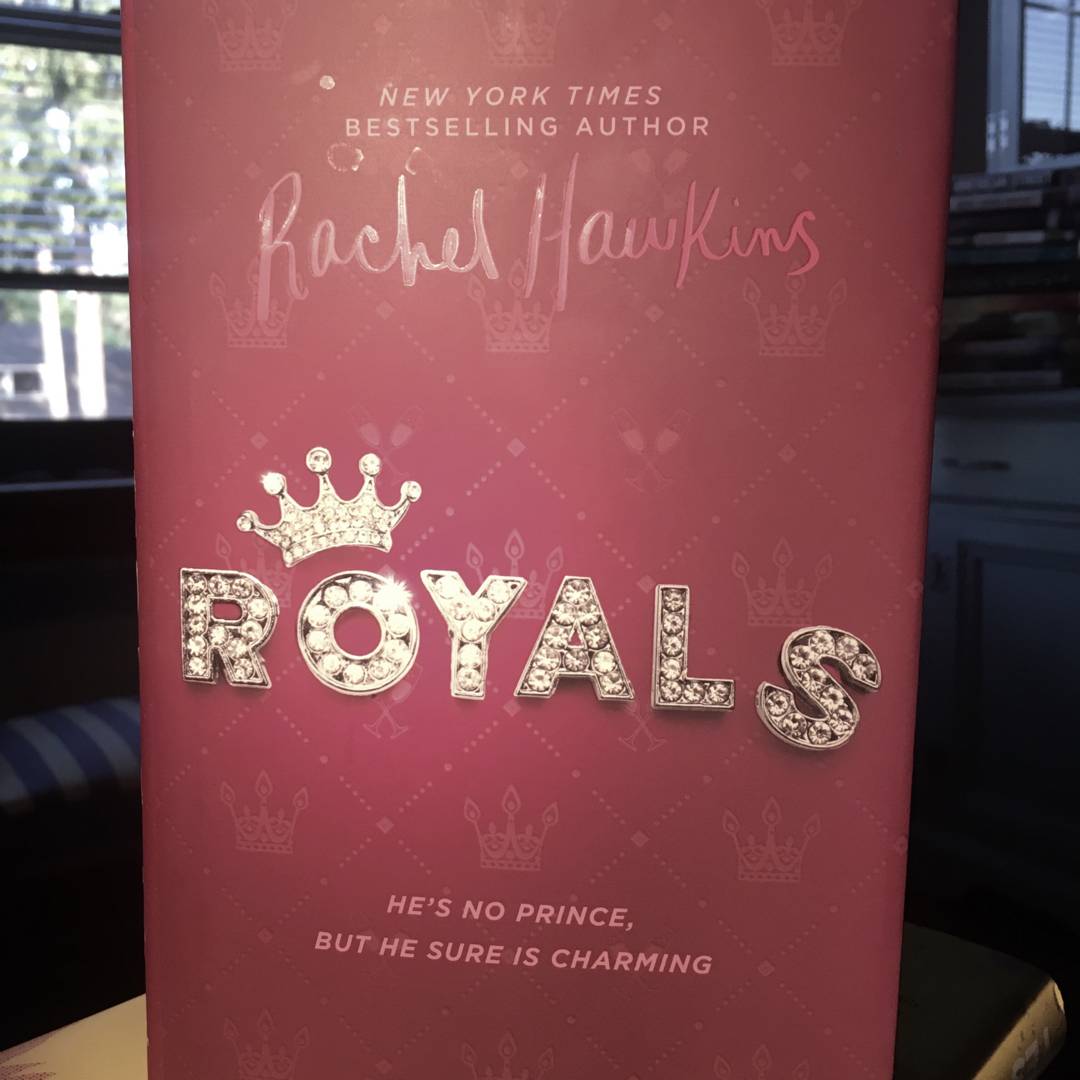 NEW YORK TIMES
BESTSELLING AUTHOR
Rachel Hawkins
ROYALS
HE'S NO PRINCE,
BUT HE SURE IS CHARMING